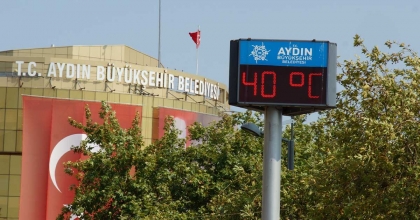 T.C. AYDIN BÜYÜKŞEHİR BELEDİYESİ
AYDIN
BÜYÜKŞEHİR
BELEDİYESİ
40°C